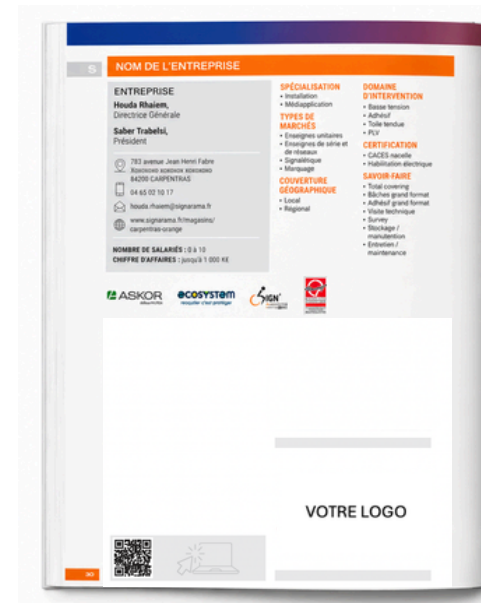 S
NOM DE L'ENTREPRISE
ENTREPRISE
Houda Rhaiem,
Directrice Générale
Saber Trabelsi,
Président
783 avenue Jean Henri Fabre
84200 CARPENTRAS
04 65 02 10 17
houda.rhaiem@signarama.fr
www.signarama.fr/magasins/
carpentras-orange
NOMBRE DE SALARIÉS : 0 à 10
CHIFFRE D'AFFAIRES : jusqu'à 1 000 K€
SPÉCIALISATION
• Installation
• Médiapplication
TYPES DE
MARCHÉS
• Enseignes unitaires
• Enseignes de série et
de réseaux
• Signalétique
• Marquage
COUVERTURE
GÉOGRAPHIQUE
• Local
• Régional
DOMAINE
D'INTERVENTION
• Basse tension
• Adhésif
• Toile tendue
• PLV
CERTIFICATION
• CACES nacelle
• Habilitation électrique
SAVOIR-FAIRE
• Total covering
• Bâches grand format
• Adhésif grand format
• Visite technique
• Survey
• Stockage /
manutention
• Entretien /
maintenance
ASKOR
ecosystem
recycler c'est protéger
SIGN'
VOTRE LOGO
30